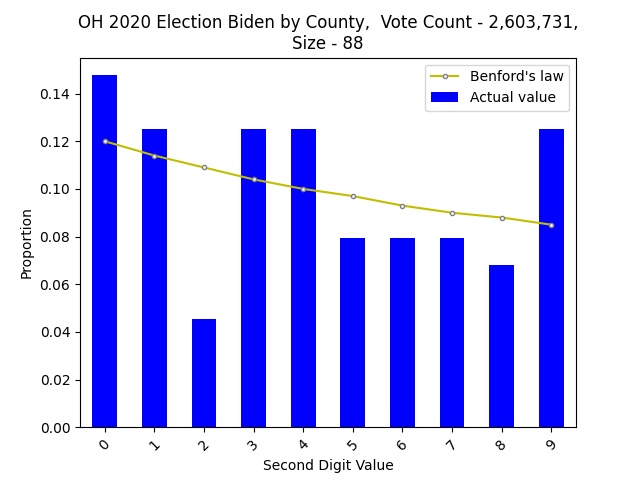 OH 2020 Election Biden by County,  Vote Count - 2,603,731,
Size - 88
Benford's law
Actual value
Proportion
0.14
0.12
0.10
0.08
0.06
0.04
0.02
0.00
0 1 2 3 4 5 6 7 8 9
Second Digit Value